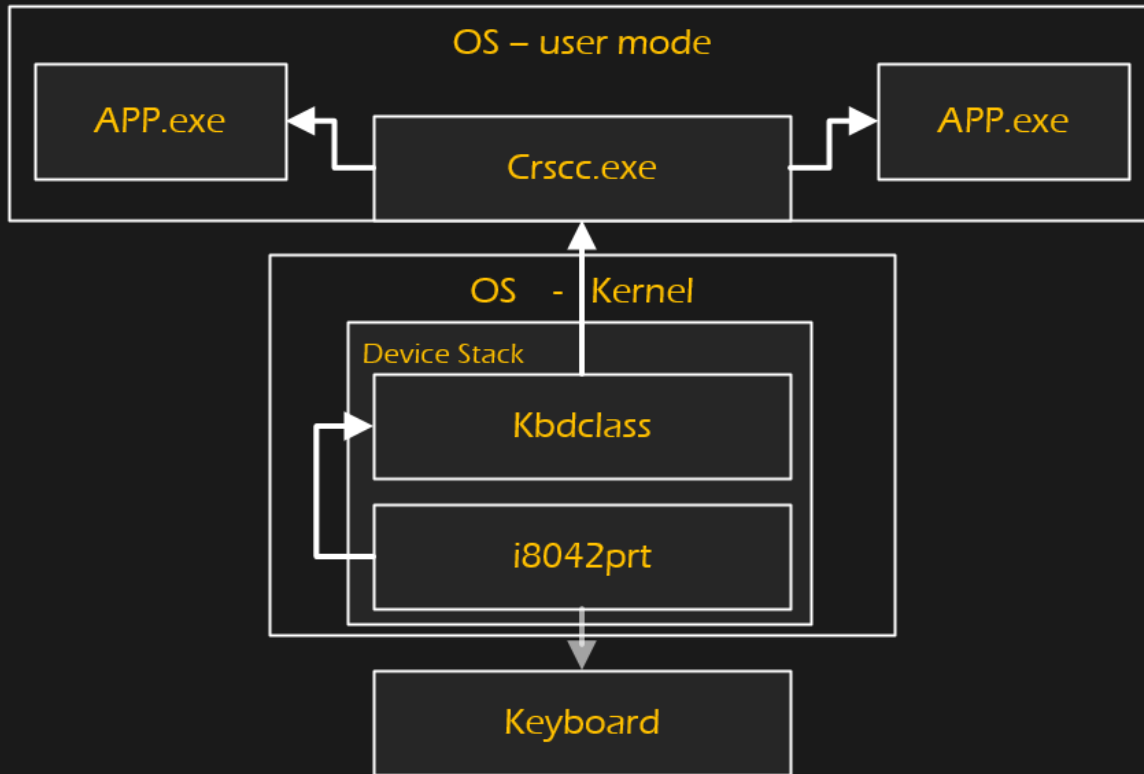 OS – user mode
APP.exe
APP.exe
Crscc.exe
OS - Kernel
Device Stack
Kbdclass
i8042prt
Keyboard